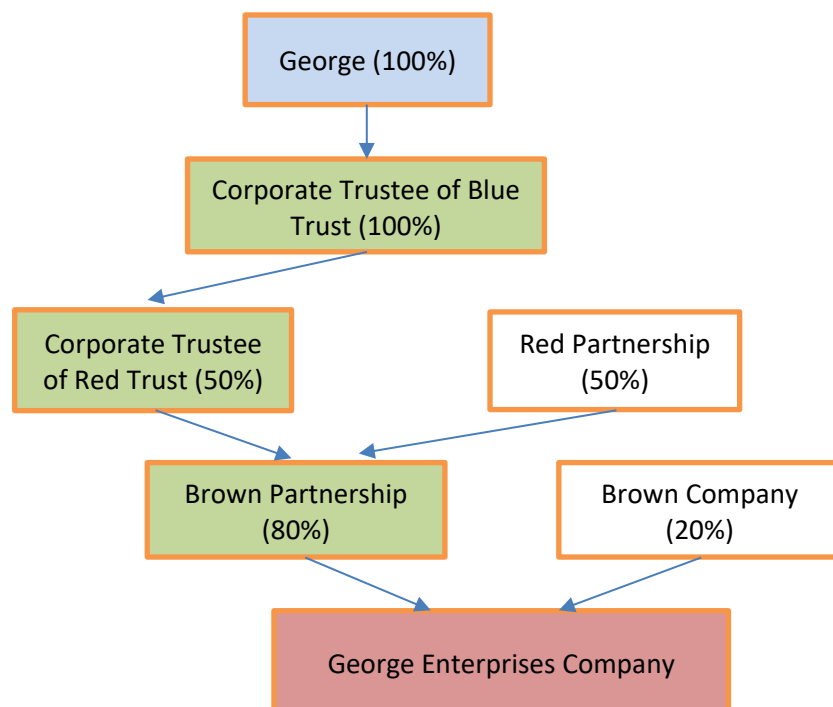 George (100%)
Corporate Trustee of Blue
Trust (100%)
Corporate Trustee
of Red Trust (50%)
Red Partnership
(50%)
Brown Partnership
(80%)
Brown Company
(20%)
George Enterprises Company